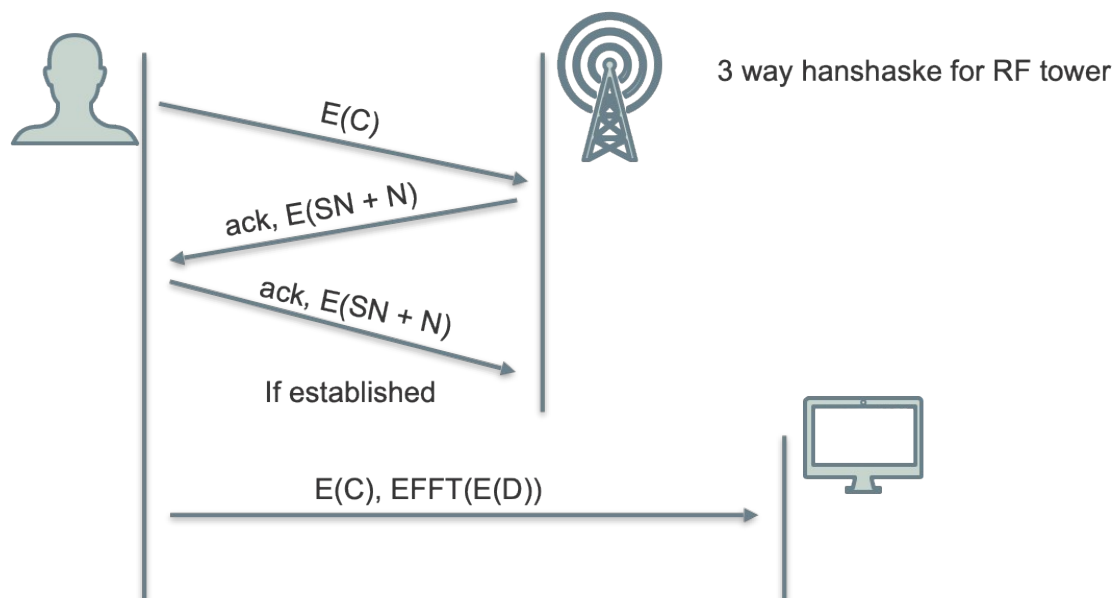 3 way hanshaske for RF tower
E(C)
ack, E(SN + N)
ack, E(SN + N)
If established
E(C), EFFT(E(D))